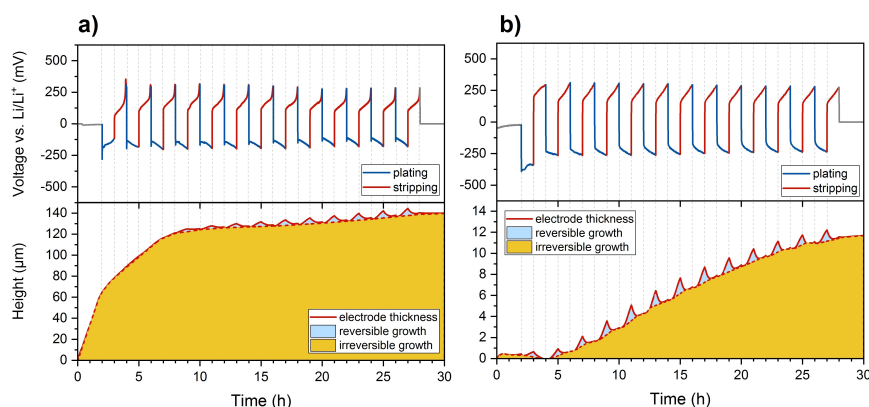 a)
b)
Voltage vs. Li/Li⁺ (mV)
500
250
0
-250
-500
plating
stripping
500
250
0
-250
-500
plating
stripping
Height (µm)
140
120
100
80
60
40
20
0
electrode thickness
reversible growth
irreversible growth
14
12
10
8
6
4
2
0
electrode thickness
reversible growth
irreversible growth
0 5 10 15 20 25 30
Time (h)
0 5 10 15 20 25 30
Time (h)